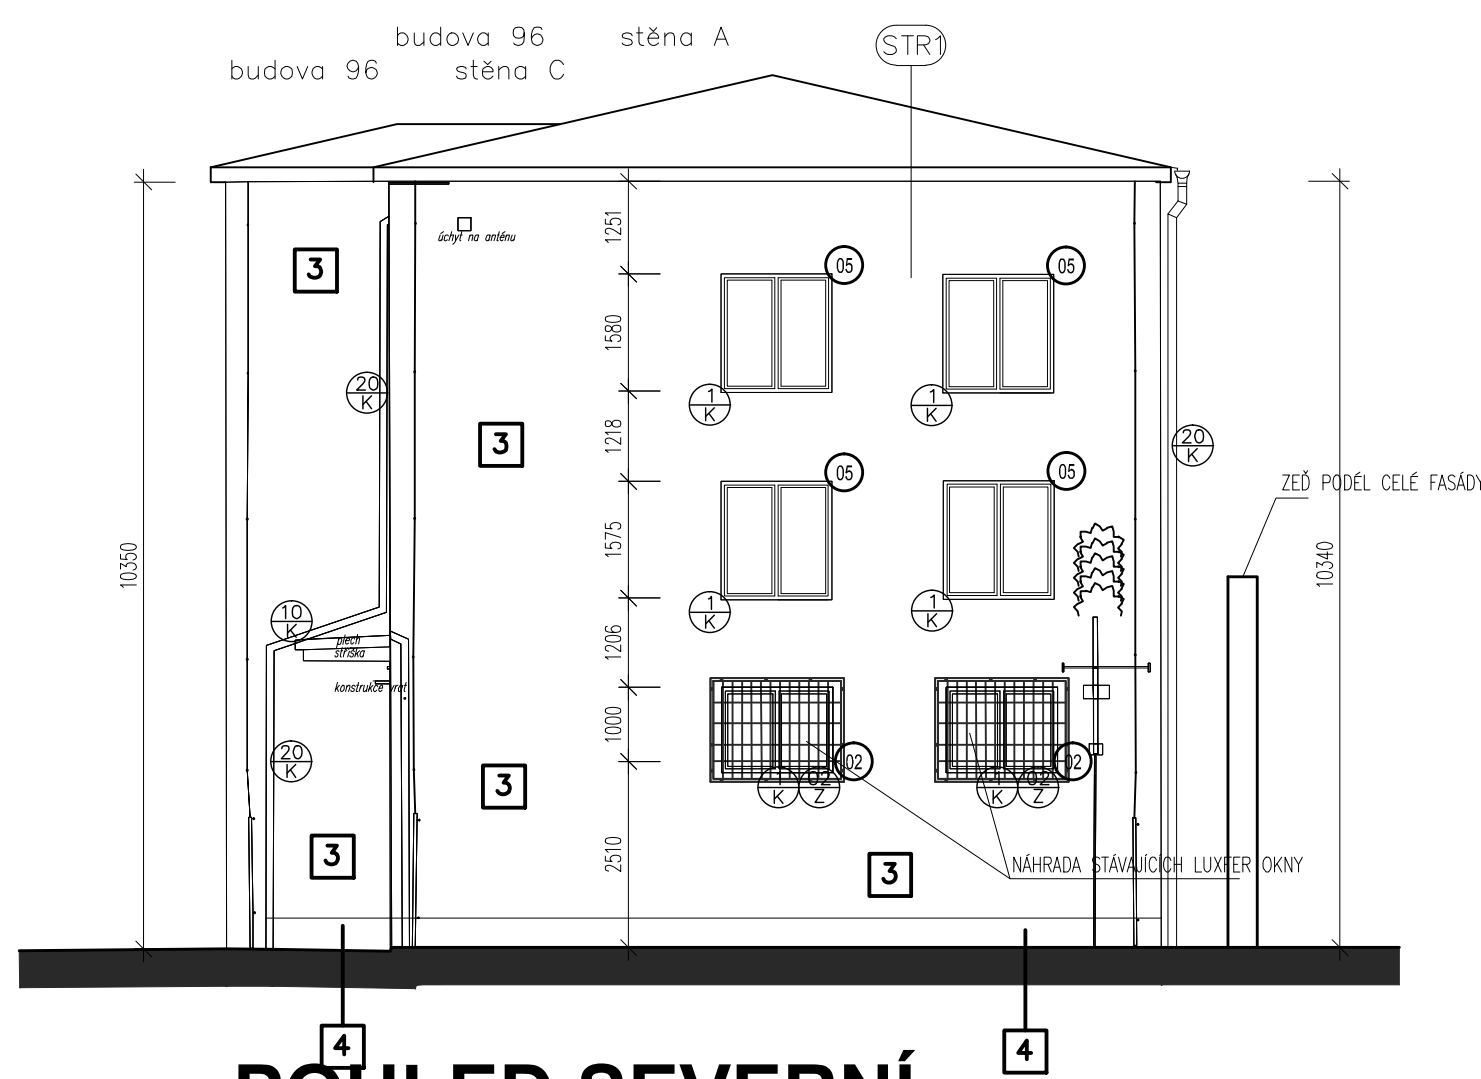 budova 96 stěna A
budova 96 stěna C
STR1
úchyt na anténu
1251
3
05
05
1580
20
K
1
K
1
K
1218
3
20
K
05
05
ZEĎ PODÉL CELÉ FASÁDY
10350
1575
10340
10
K
1
K
1
K
1206
plech
stříška
konstrukce vrat
1000
20
K
02
02
3
1
K
02
Z
1
K
02
Z
3
2510
3
NÁHRADA STÁVAJÍCÍCH LUXFER OKNY
4
4
POHLED SEVERNÍ